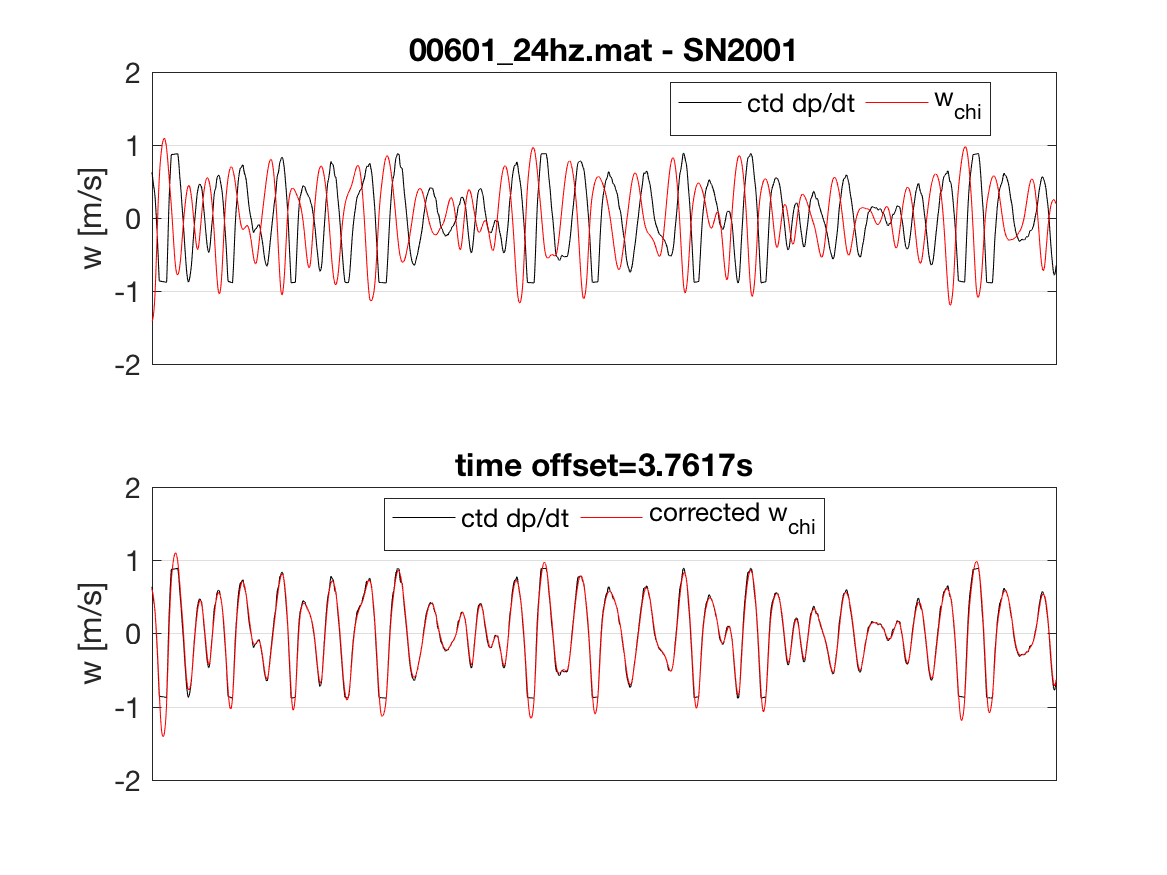 00601_24hz.mat - SN2001
ctd dp/dt w_chi
w [m/s]
2
1
0
-1
-2
time offset=3.7617s
ctd dp/dt corrected w_chi
w [m/s]
2
1
0
-1
-2